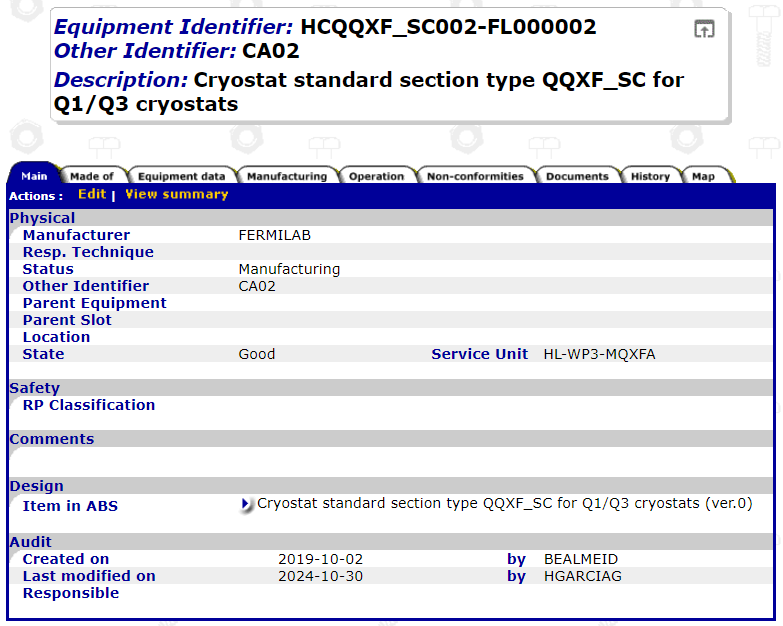 Equipment Identifier: HCQQXF_SC002-FL000002
Other Identifier: CA02
Description: Cryostat standard section type QQXF_SC for
Q1/Q3 cryostats
Main Made of Equipment data Manufacturing Operation Non-conformities Documents History Map
Actions : Edit | View summary
Physical
Manufacturer FERMILAB
Resp. Technique
Status Manufacturing
Other Identifier CA02
Parent Equipment
Parent Slot
Location
State Good Service Unit HL-WP3-MQXFA
Safety
RP Classification
Comments
Design
Item in ABS Cryostat standard section type QQXF_SC for Q1/Q3 cryostats (ver.0)
Audit
Created on 2019-10-02 by BEALMEID
Last modified on 2024-10-30 by HGARCIAG
Responsible